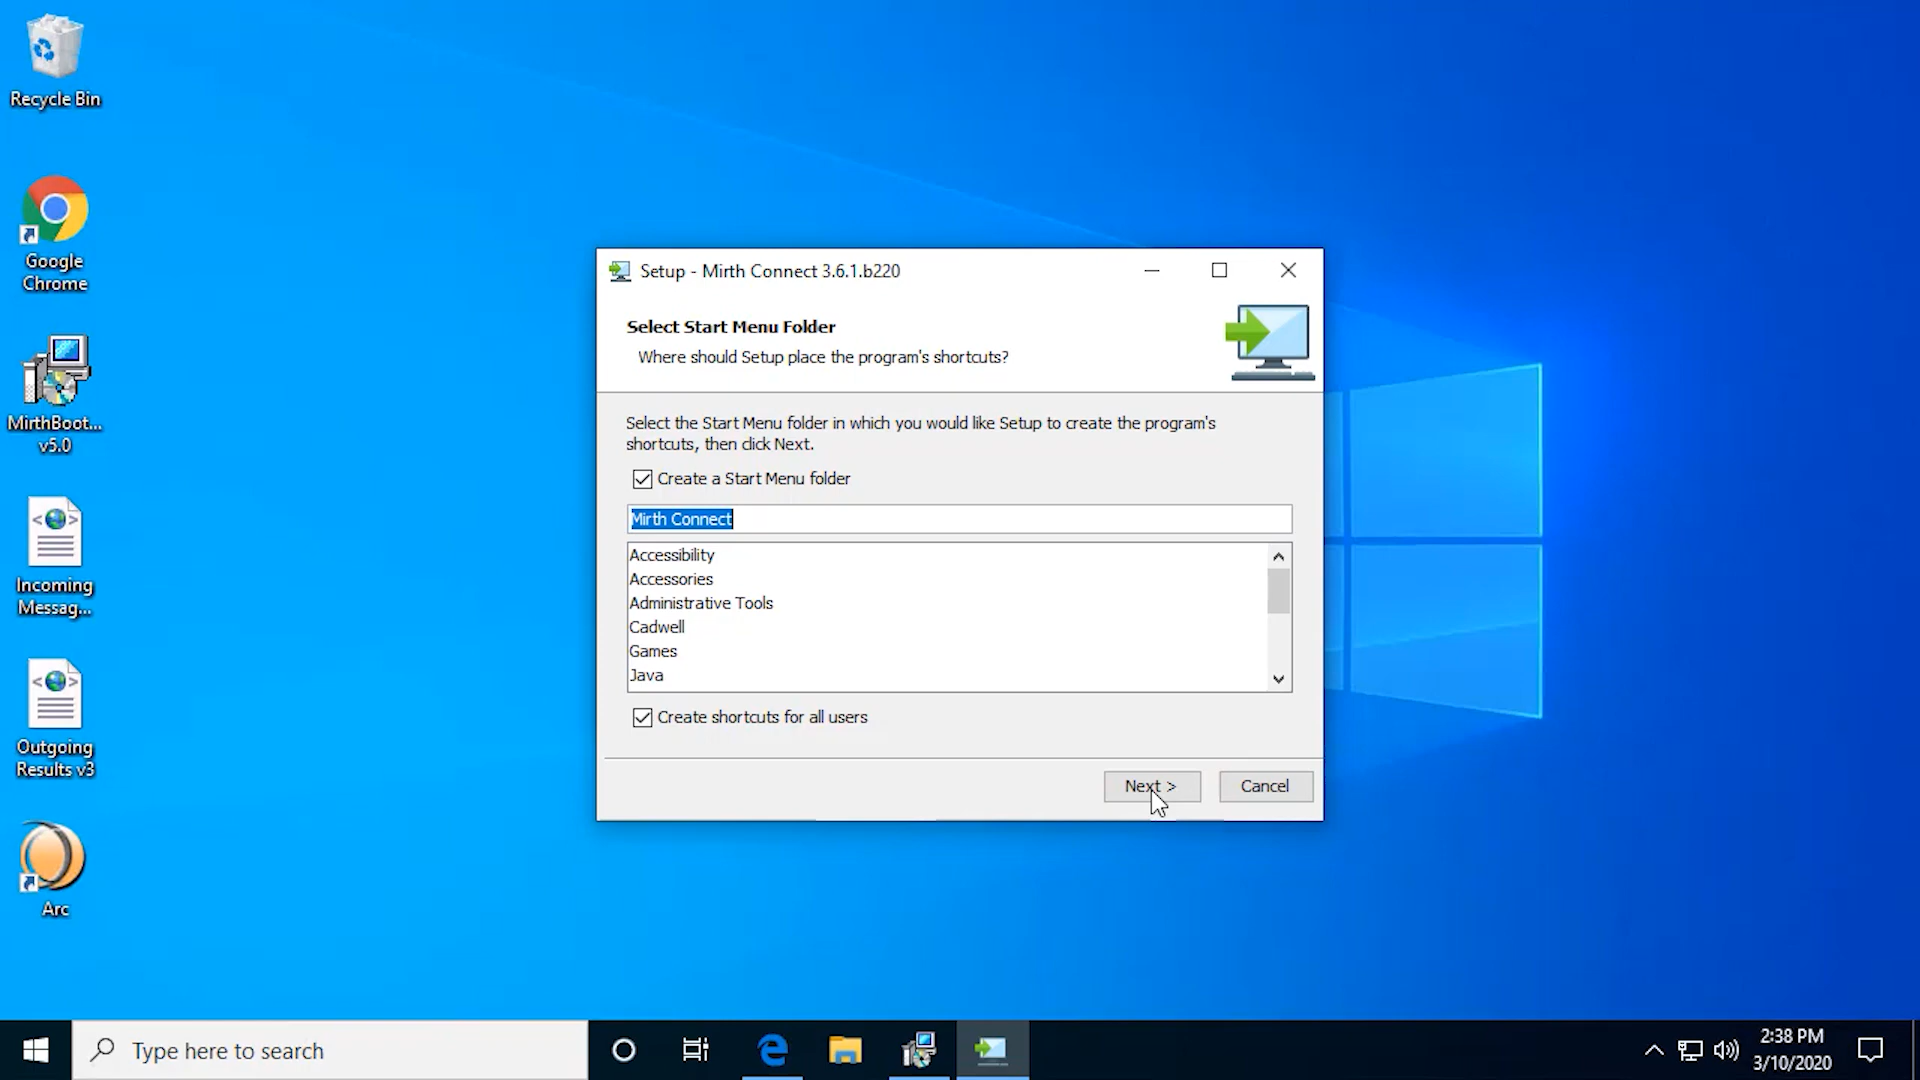 Recycle Bin
Google
Chrome
MirthBoot...
v5.0
Incoming
Messag...
Outgoing
Results v3
Arc
Setup - Mirth Connect 3.6.1.b220
Select Start Menu Folder
Where should Setup place the program's shortcuts?
Select the Start Menu folder in which you would like Setup to create the program's
shortcuts, then click Next.
Create a Start Menu folder
Mirth Connect
Accessibility
Accessories
Administrative Tools
Cadwell
Games
Java
Create shortcuts for all users
Next >
Cancel
Type here to search
2:38 PM
3/10/2020